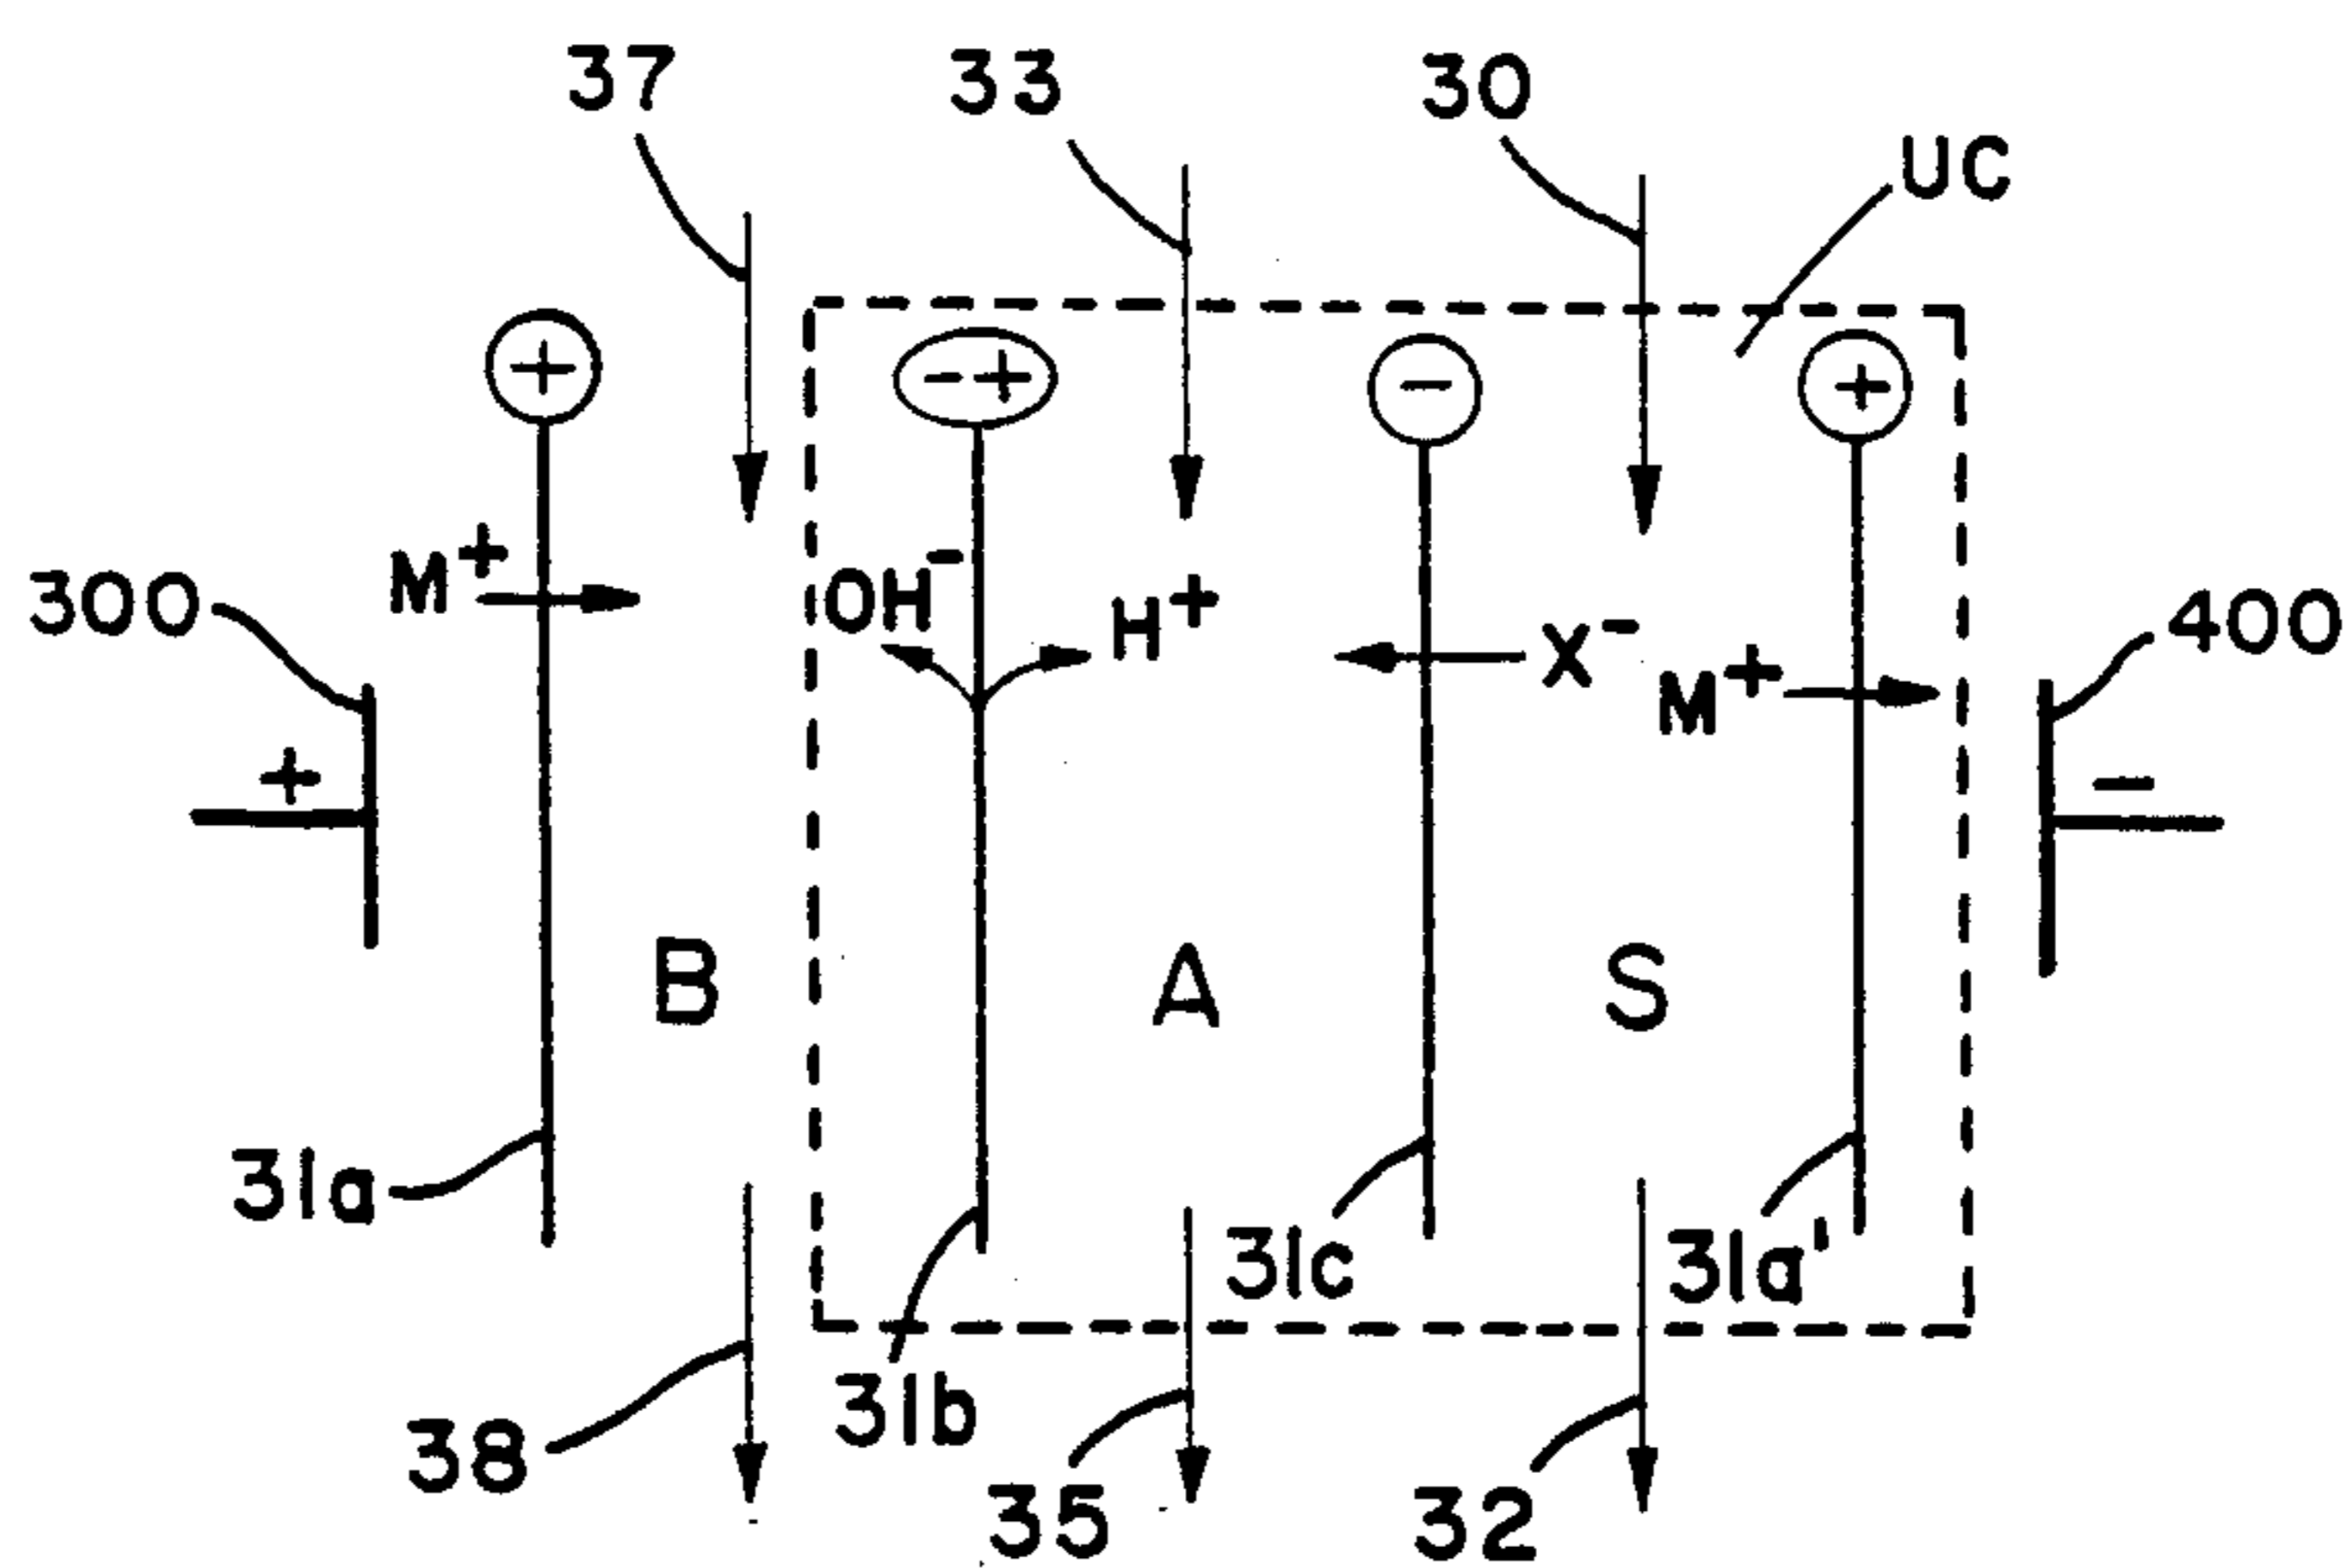 37
33
30
UC
+
- +
-
+
M+
OH-
H+
X-
M+
300
400
+
-
B
A
S
31a
31b
31c
31a'
38
35
32